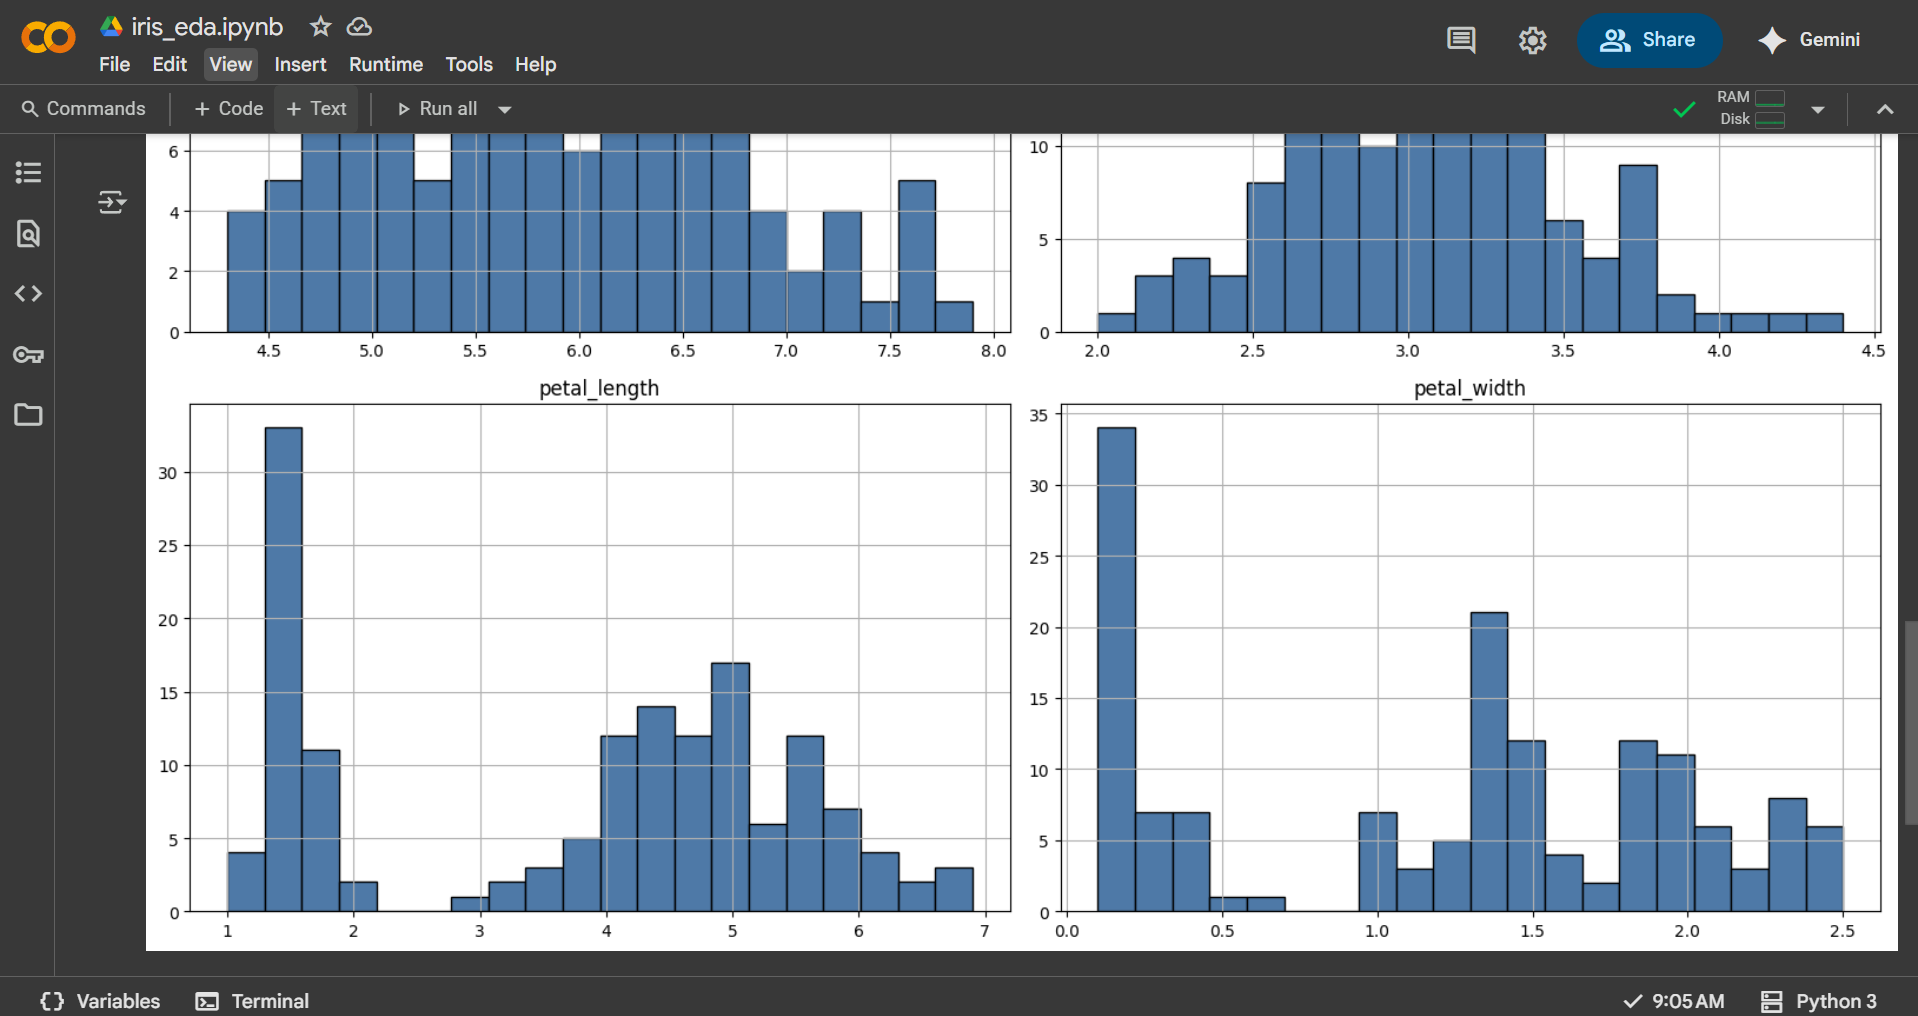 iris_eda.ipynb
File Edit View Insert Runtime Tools Help
Share
Gemini
Commands
+ Code
+ Text
Run all
RAM
Disk
6
4
2
0
4.5 5.0 5.5 6.0 6.5 7.0 7.5 8.0
10
5
0
2.0 2.5 3.0 3.5 4.0 4.5
petal_length
30
25
20
15
10
5
0
1 2 3 4 5 6 7
petal_width
35
30
25
20
15
10
5
0
0.0 0.5 1.0 1.5 2.0 2.5
Variables
Terminal
9:05 AM
Python 3